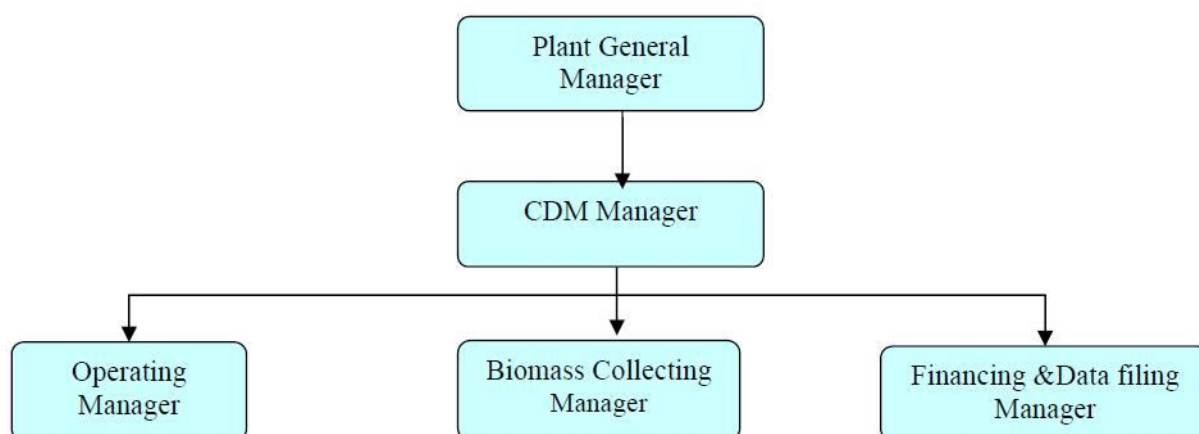 Plant General
Manager
CDM Manager
Operating
Manager
Biomass Collecting
Manager
Financing &Data filing
Manager